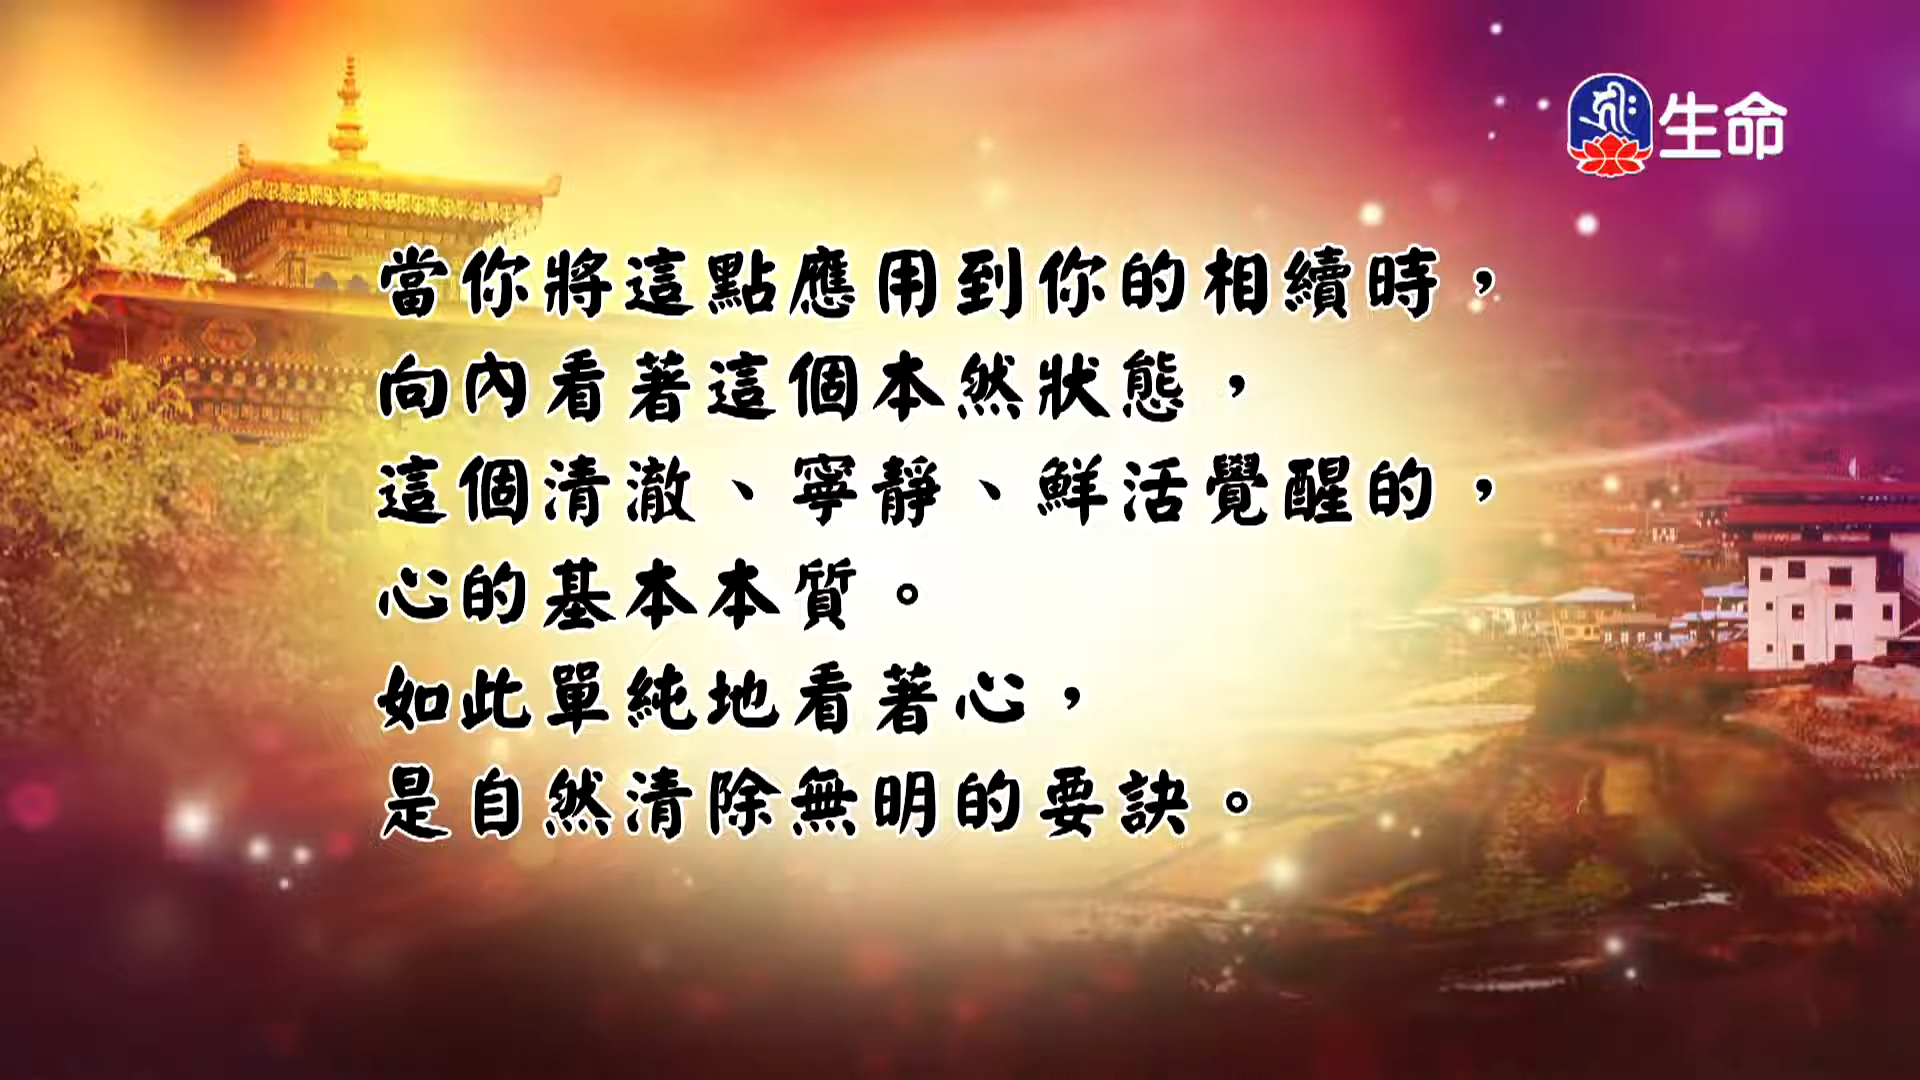 生命
當你將這點應用到你的相續時，
向內看著這個本然狀態，
這個清澈、寧靜、鮮活覺醒的，
心的基本本質。
如此單純地看著心，
是自然清除無明的要訣。